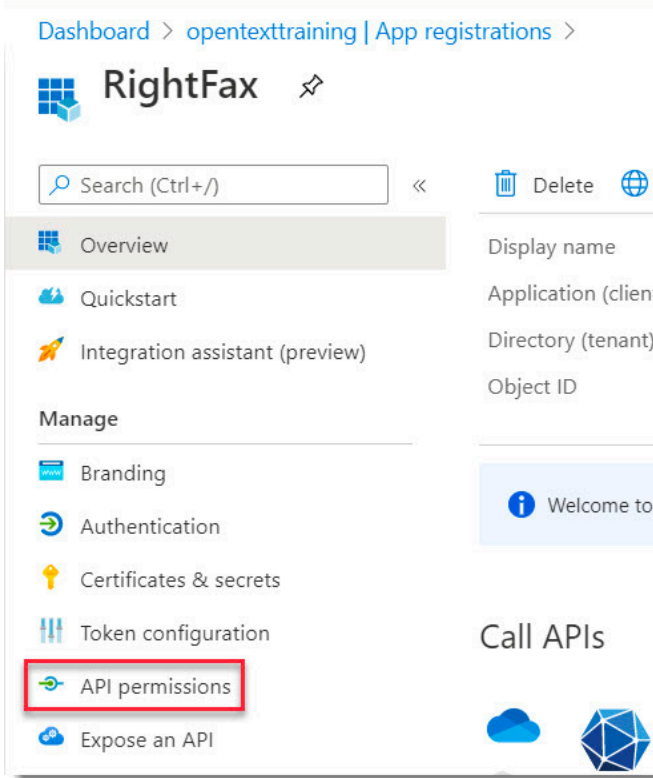 Dashboard > opentexttraining | App registrations >
RightFax
Search (Ctrl+/)
«
Delete
Overview
Display name
Quickstart
Application (clien
Integration assistant (preview)
Directory (tenant)
Object ID
Manage
Branding
www
Welcome to
Authentication
Certificates & secrets
Token configuration
Call APIs
API permissions
Expose an API